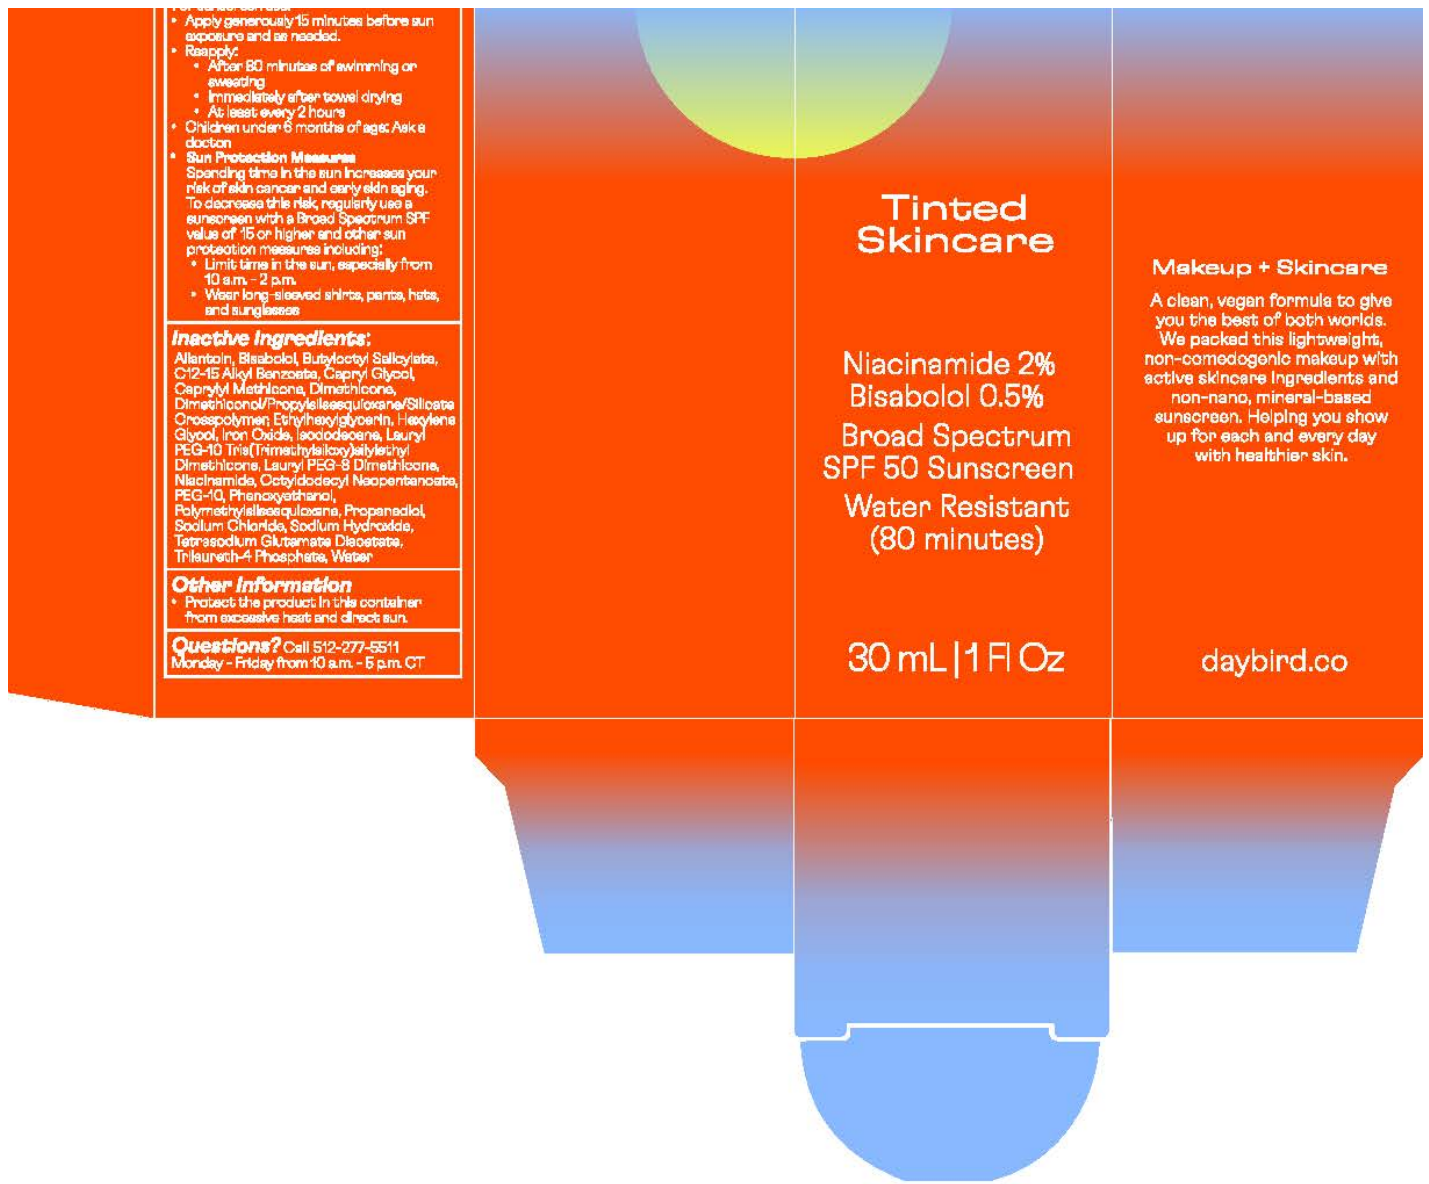 • Apply generously 15 minutes before sun
exposure and as needed.
• Reapply:
• After 80 minutes of swimming or
sweating
• Immediately after towel drying
• At least every 2 hours
• Children under 6 months of age: Ask a
doctor
• Sun Protection Measures
Spending time in the sun increases your
risk of skin cancer and early skin aging.
To decrease this risk, regularly use a
sunscreen with a Broad Spectrum SPF
value of 15 or higher and other sun
protection measures including:
• Limit time in the sun, especially from
10 a.m. - 2 p.m.
• Wear long-sleeved shirts, pants, hats,
and sunglasses
Inactive Ingredients:
Allantoin, Bisabolol, Butyloctyl Salicylate,
C12-15 Alkyl Benzoate, Capryl Glycol,
Caprylyl Methicone, Dimethicone,
Dimethiconol/Propylsilsesquioxane/Silicate
Crosspolymer, Ethylhexylglycerin, Hexylene
Glycol, Iron Oxide, Isododecane, Lauryl
PEG-10 Tris(Trimethylsiloxy)silylethyl
Dimethicone, Lauryl PEG-8 Dimethicone,
Niacinamide, Octyldodecyl Neopentanoate,
PEG-10, Phenoxyethanol,
Polymethylsilsesquioxane, Propanediol,
Sodium Chloride, Sodium Hydroxide,
Tetrasodium Glutamate Diacetate,
Trilaureth-4 Phosphate, Water
Other Information
• Protect the product in this container
from excessive heat and direct sun.
Questions? Call 512-277-5511
Monday - Friday from 10 a.m. - 5 p.m. CT
Tinted
Skincare
Niacinamide 2%
Bisabolol 0.5%
Broad Spectrum
SPF 50 Sunscreen
Water Resistant
(80 minutes)
30 mL | 1 Fl Oz
Makeup + Skincare
A clean, vegan formula to give
you the best of both worlds.
We packed this lightweight,
non-comedogenic makeup with
active skincare ingredients and
non-nano, mineral-based
sunscreen. Helping you show
up for each and every day
with healthier skin.
daybird.co